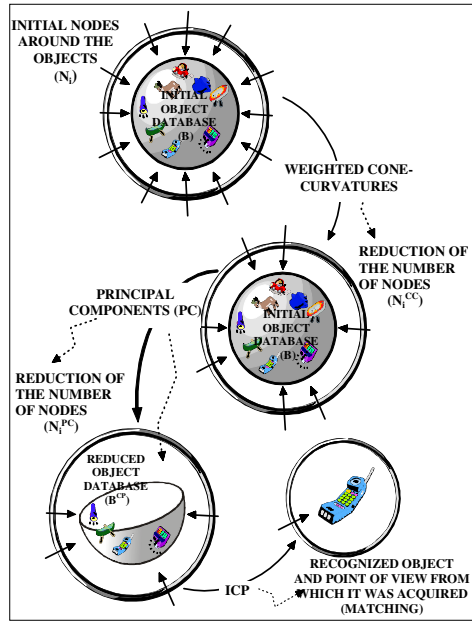 INITIAL NODES
AROUND THE
OBJECTS
(Ni)
INITIAL
OBJECT
DATABASE
(B)
WEIGHTED CONE-
CURVATURES
REDUCTION OF
THE NUMBER
OF NODES
(NiCC)
PRINCIPAL
COMPONENTS (PC)
INITIAL
OBJECT
DATABASE
(B)
REDUCTION OF
THE NUMBER
OF NODES
(NiPC)
REDUCED
OBJECT
DATABASE
(BCP)
ICP
RECOGNIZED OBJECT
AND POINT OF VIEW FROM
WHICH IT WAS ACQUIRED
(MATCHING)